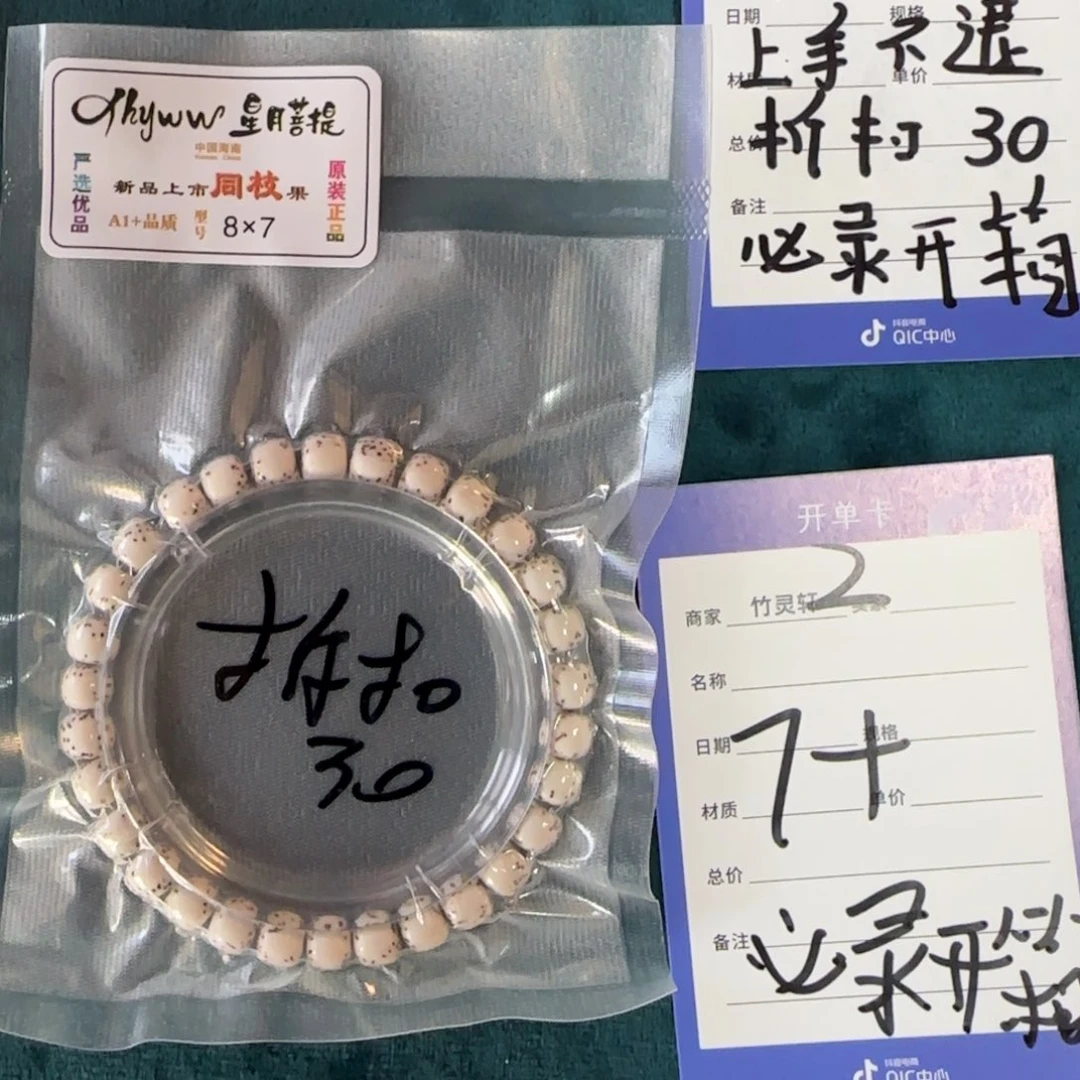 星月菩提
中国海南
严选优品
新品上市同枝果
原装正品
A1+品质 型号 8×7
拆扣
30
日期 规格
上手不退
单价
折扣 30
备注
必录开箱
抖音电商
QIC中心
开单卡
2
商家 竹灵轩
名称
7+
日期 规格
材质 单价
总价
备注 必录开箱
抖音电商
QIC中心